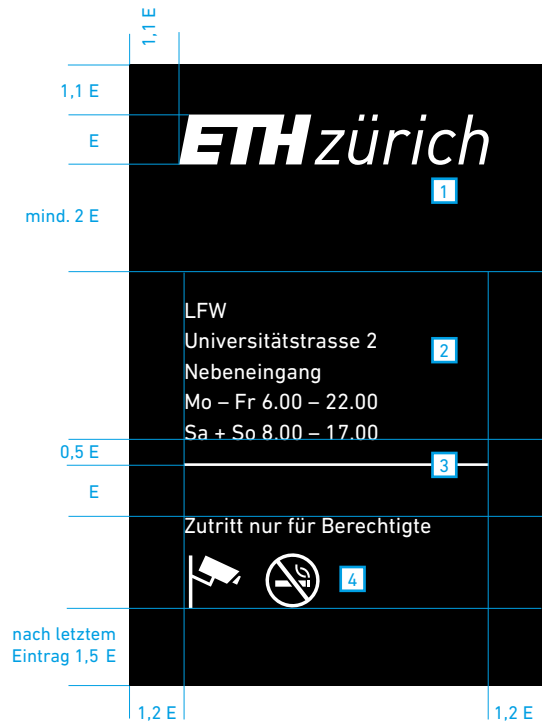 1,1 E
1,1 E
E
ETH zürich
1
mind. 2 E
LFW
Universitätstrasse 2
2
Nebeneingang
Mo – Fr 6.00 – 22.00
Sa + So 8.00 – 17.00
0,5 E
3
E
Zutritt nur für Berechtigte
4
nach letztem
Eintrag 1,5 E
1,2 E
1,2 E